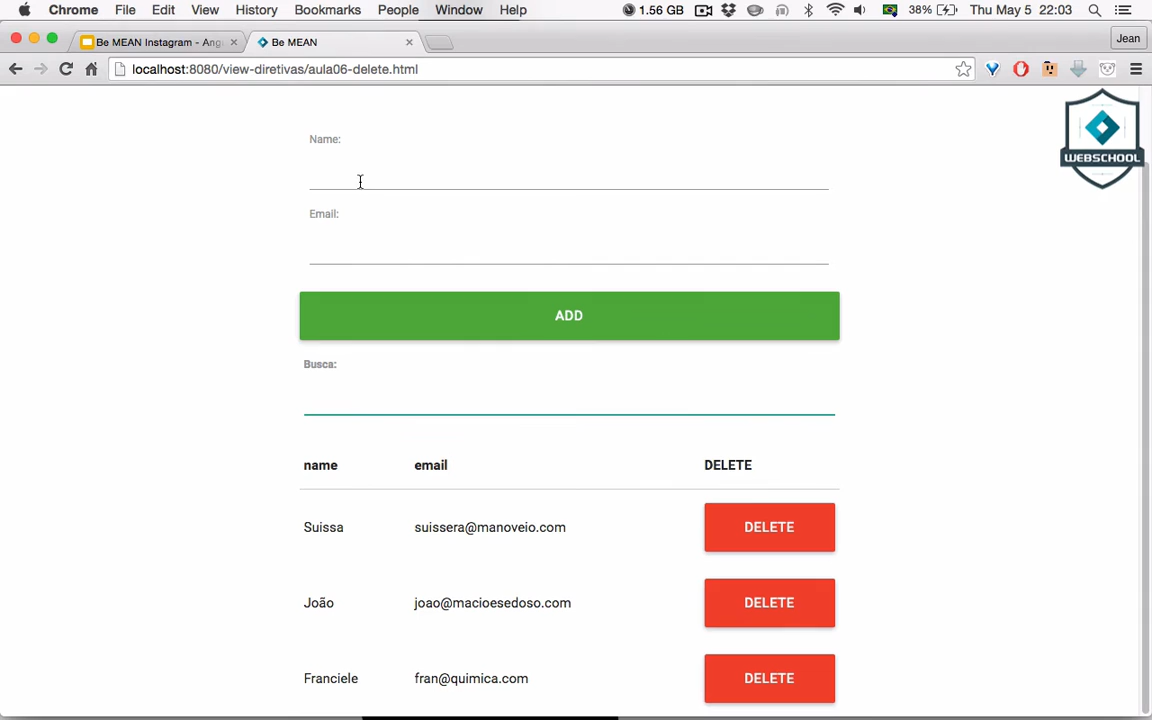 Chrome File Edit View History Bookmarks People Window Help 1.56 GB 38% Thu May 5 22:03
Be MEAN Instagram - Ang Be MEAN Jean
localhost:8080/view-diretivas/aula06-delete.html
WEBSCHOOL
Name:
Email:
ADD
Busca:
name email DELETE
Suissa suissera@manoveio.com DELETE
João joao@macioesedoso.com DELETE
Franciele fran@quimica.com DELETE